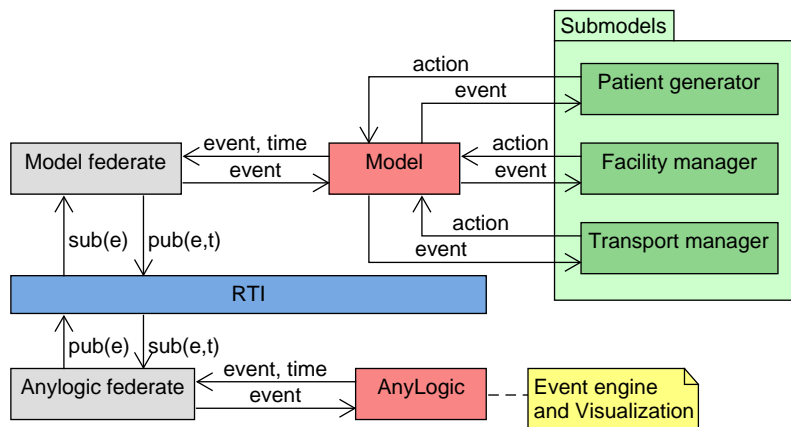 Submodels
action
Patient generator
event
event, time
Model federate
event
Model
action
event
Facility manager
action
event
Transport manager
sub(e)
pub(e,t)
RTI
pub(e)
sub(e,t)
Anylogic federate
event, time
event
AnyLogic
Event engine
and Visualization